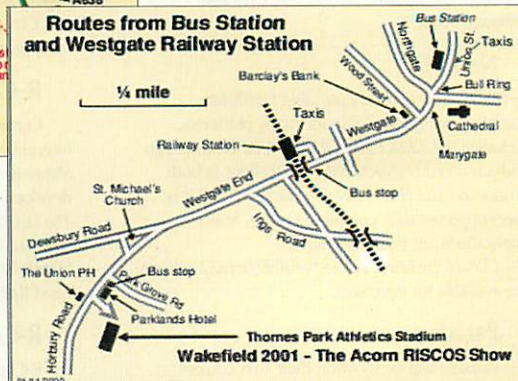 A638
Routes from Bus Station
and Westgate Railway Station
Bus Station
Northgate
Union St.
Taxis
¼ mile
Barclay's Bank
Wood Street
Bull Ring
Taxis
Westgate
Cathedral
Railway Station
Marygate
St. Michael's
Church
Westgate End
Bus stop
Dewsbury Road
Ings Road
The Union PH
Bus stop
Park Grove Rd
Parklands Hotel
Horbury Road
Thornes Park Athletics Stadium
Wakefield 2001 - The Acorn RISCOS Show